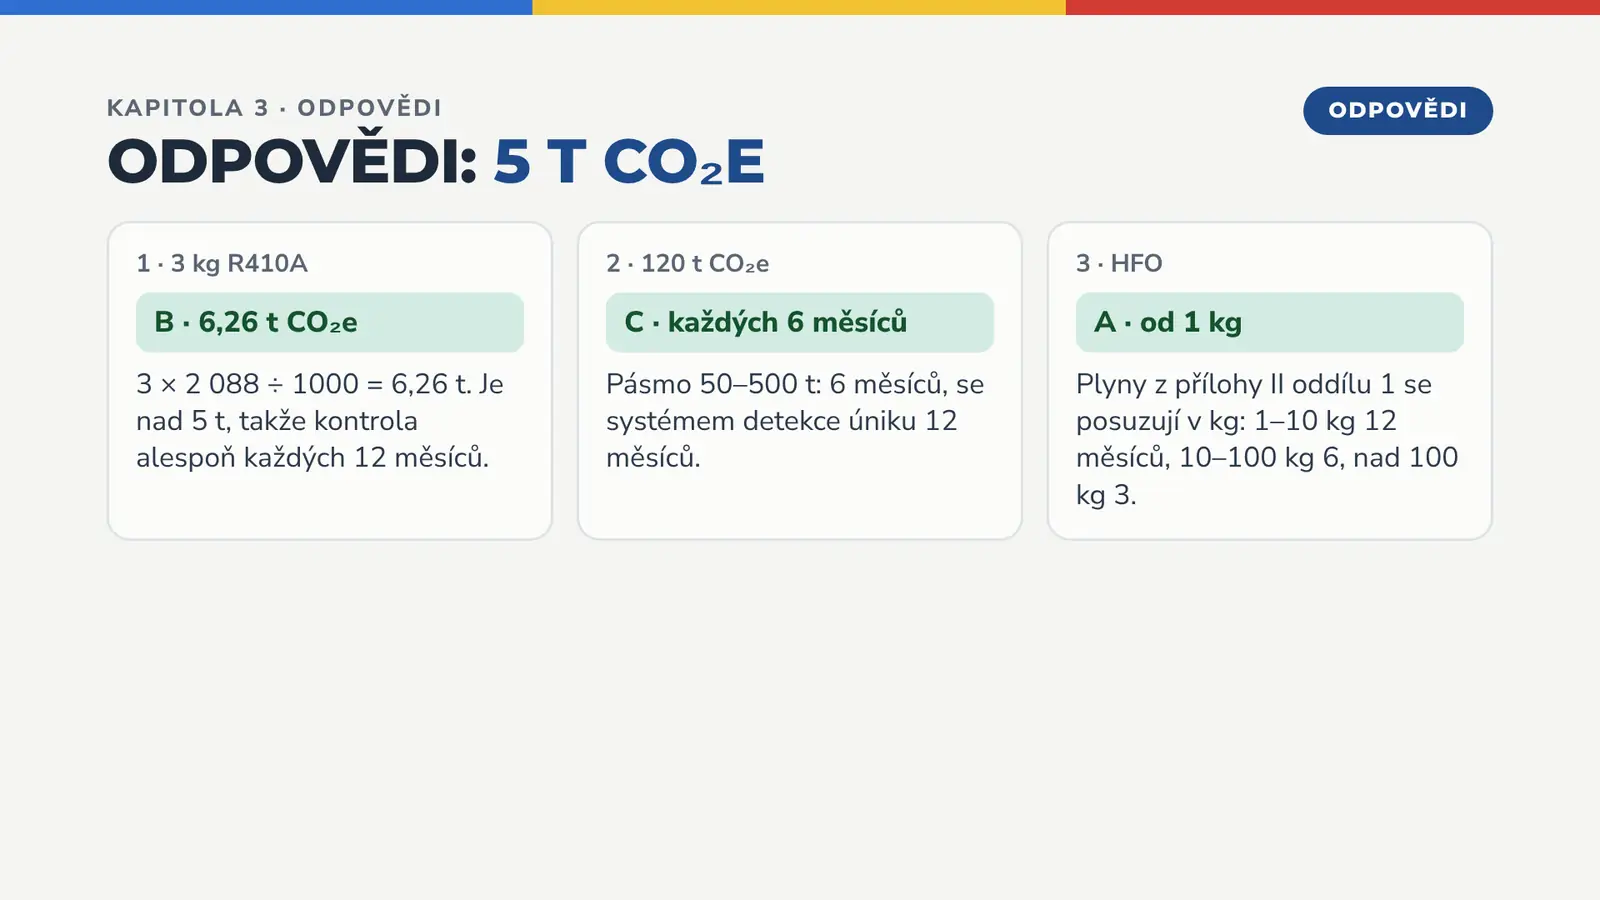 KAPITOLA 3 · ODPOVĚDI
ODPOVĚDI
ODPOVĚDI: 5 T CO₂E
1 · 3 kg R410A
B · 6,26 t CO₂e
3 × 2 088 ÷ 1000 = 6,26 t. Je
nad 5 t, takže kontrola
alespoň každých 12 měsíců.
2 · 120 t CO₂e
C · každých 6 měsíců
Pásmo 50–500 t: 6 měsíců, se
systémem detekce úniku 12
měsíců.
3 · HFO
A · od 1 kg
Plyny z přílohy II oddílu 1 se
posuzují v kg: 1–10 kg 12
měsíců, 10–100 kg 6, nad 100
kg 3.